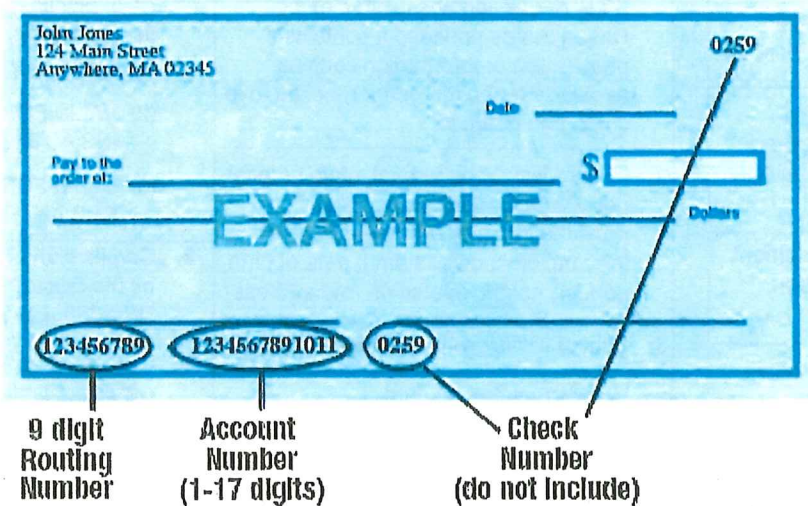 John Jones
124 Main Street
Anywhere, MA 02345
0259
Date
Pay to the
order of:
$
EXAMPLE
Dollars
123456789
1234567891011
0259
9 digit
Routing
Number
Account
Number
(1-17 digits)
Check
Number
(do not include)